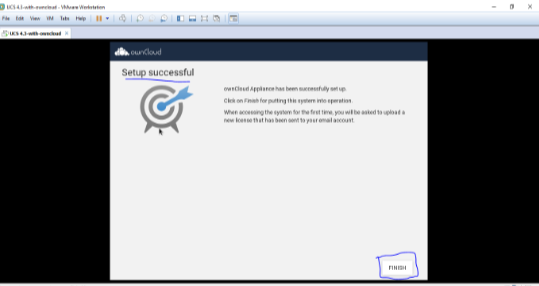 UCS 4.3-with-owncloud - VMware Workstation
File Edit View VM Tabs Help
UCS 4.3-with-owncloud
ownCloud
Setup successful
ownCloud Appliance has been successfully set up.
Click on Finish for putting this system into operation.
When accessing the system for the first time, you will be asked to upload a
new license that has been sent to your email account.
FINISH